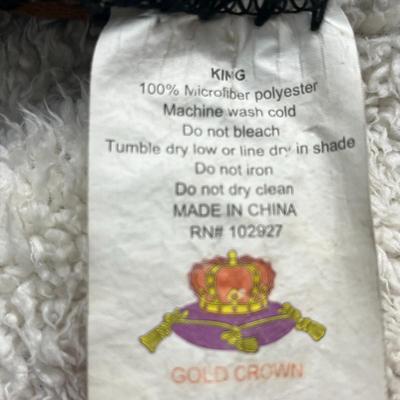 KING
100% Microfiber polyester
Machine wash cold
Do not bleach
Tumble dry low or line dry in shade
Do not iron
Do not dry clean
MADE IN CHINA
RN# 102927
GOLD CROWN